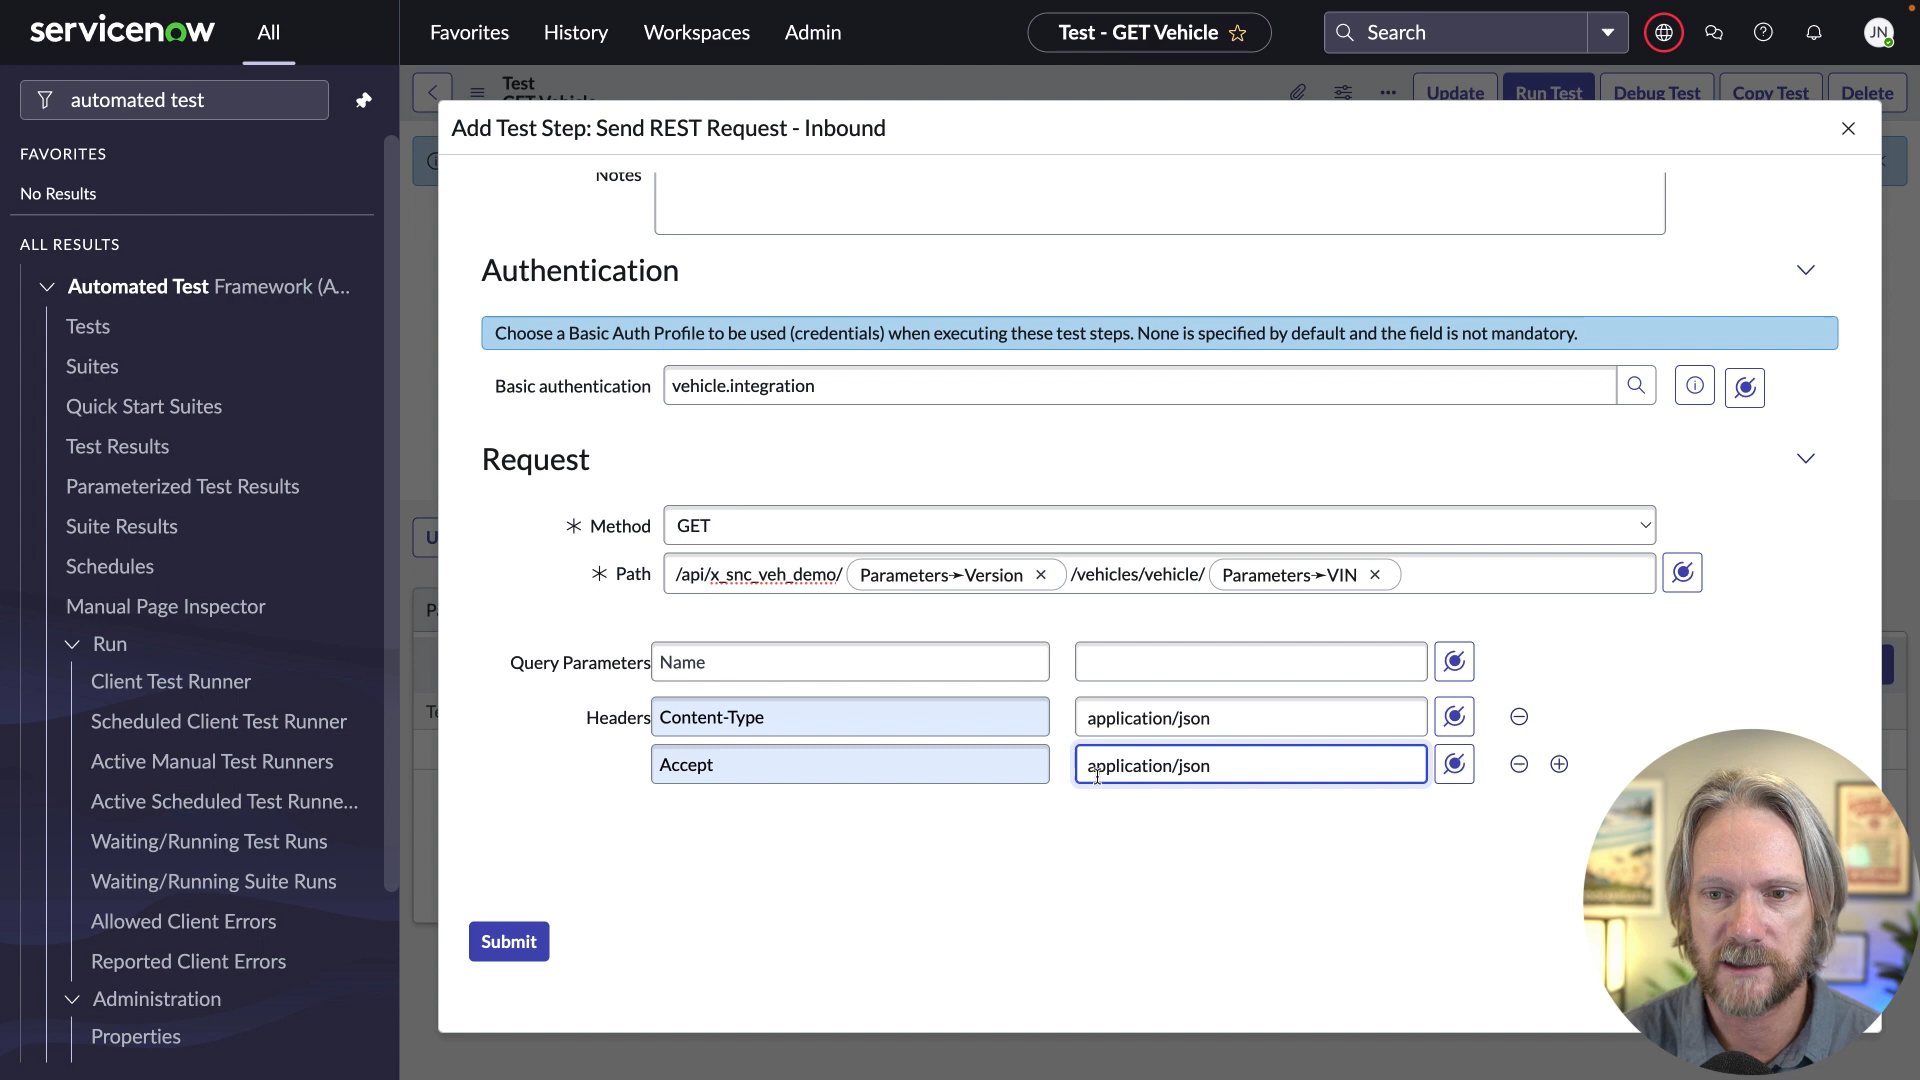 servicenow
All
Favorites
History
Workspaces
Admin
Test - GET Vehicle
Search
JN
automated test
FAVORITES
No Results
ALL RESULTS
Automated Test Framework (A...
Tests
Suites
Quick Start Suites
Test Results
Parameterized Test Results
Suite Results
Schedules
Manual Page Inspector
Run
Client Test Runner
Scheduled Client Test Runner
Active Manual Test Runners
Active Scheduled Test Runne...
Waiting/Running Test Runs
Waiting/Running Suite Runs
Allowed Client Errors
Reported Client Errors
Administration
Properties
Test
GET Vehicle
Update
Run Test
Debug Test
Copy Test
Delete
Add Test Step: Send REST Request - Inbound
Notes
Authentication
Choose a Basic Auth Profile to be used (credentials) when executing these test steps. None is specified by default and the field is not mandatory.
Basic authentication vehicle.integration
Request
Method GET
Path /api/x_snc_veh_demo/ Parameters➛Version /vehicles/vehicle/ Parameters➛VIN
Query Parameters Name
Headers Content-Type application/json
Accept application/json
Submit